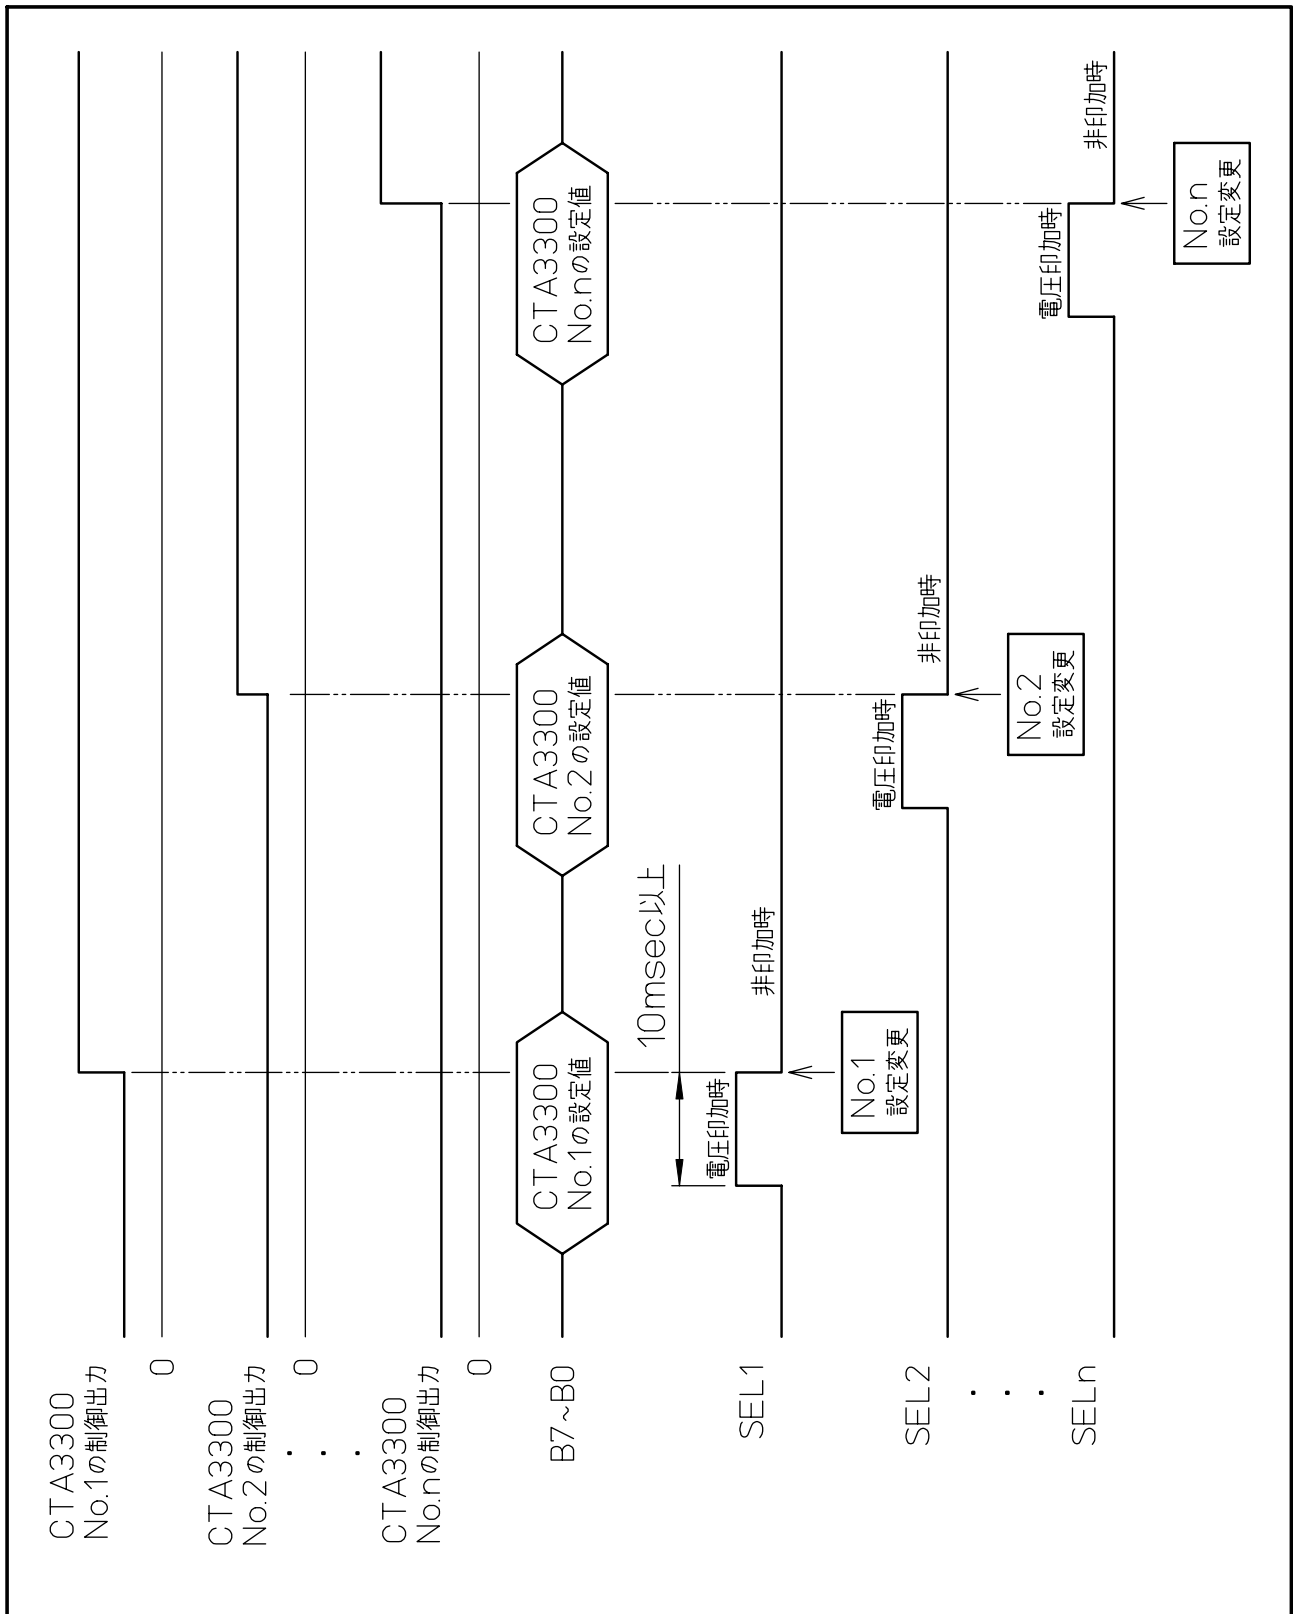 CTA3300
No.1の制御出力
0
CTA3300
No.2の制御出力
0
CTA3300
No.nの制御出力
0
B7~B0
CTA3300
No.1の設定値
CTA3300
No.2の設定値
CTA3300
No.nの設定値
10msec以上
SEL1
電圧印加時
非印加時
No.1
設定変更
SEL2
電圧印加時
非印加時
No.2
設定変更
SELn
電圧印加時
非印加時
No.n
設定変更